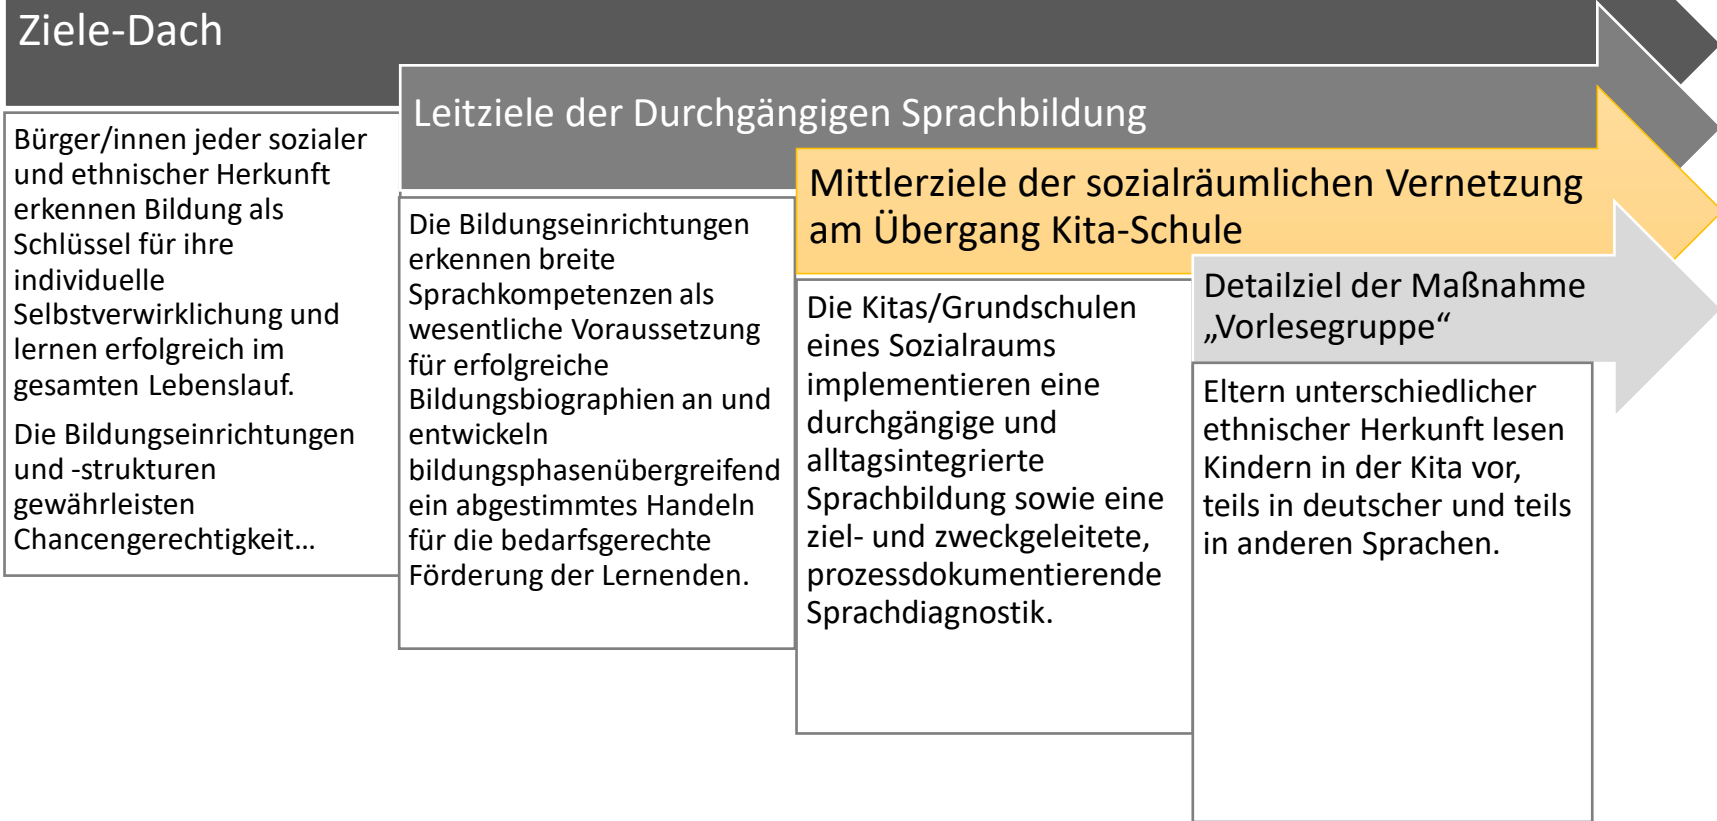 Ziele-Dach
Bürger/innen jeder sozialer
und ethnischer Herkunft
erkennen Bildung als
Schlüssel für ihre
individuelle
Selbstverwirklichung und
lernen erfolgreich im
gesamten Lebenslauf.
Die Bildungseinrichtungen
und -strukturen
gewährleisten
Chancengerechtigkeit…
Leitziele der Durchgängigen Sprachbildung
Die Bildungseinrichtungen
erkennen breite
Sprachkompetenzen als
wesentliche Voraussetzung
für erfolgreiche
Bildungsbiographien an und
entwickeln
bildungsphasenübergreifend
ein abgestimmtes Handeln
für die bedarfsgerechte
Förderung der Lernenden.
Mittlerziele der sozialräumlichen Vernetzung
am Übergang Kita-Schule
Die Kitas/Grundschulen
eines Sozialraums
implementieren eine
durchgängige und
alltagsintegrierte
Sprachbildung sowie eine
ziel- und zweckgeleitete,
prozessdokumentierende
Sprachdiagnostik.
Detailziel der Maßnahme
„Vorlesegruppe“
Eltern unterschiedlicher
ethnischer Herkunft lesen
Kindern in der Kita vor,
teils in deutscher und teils
in anderen Sprachen.